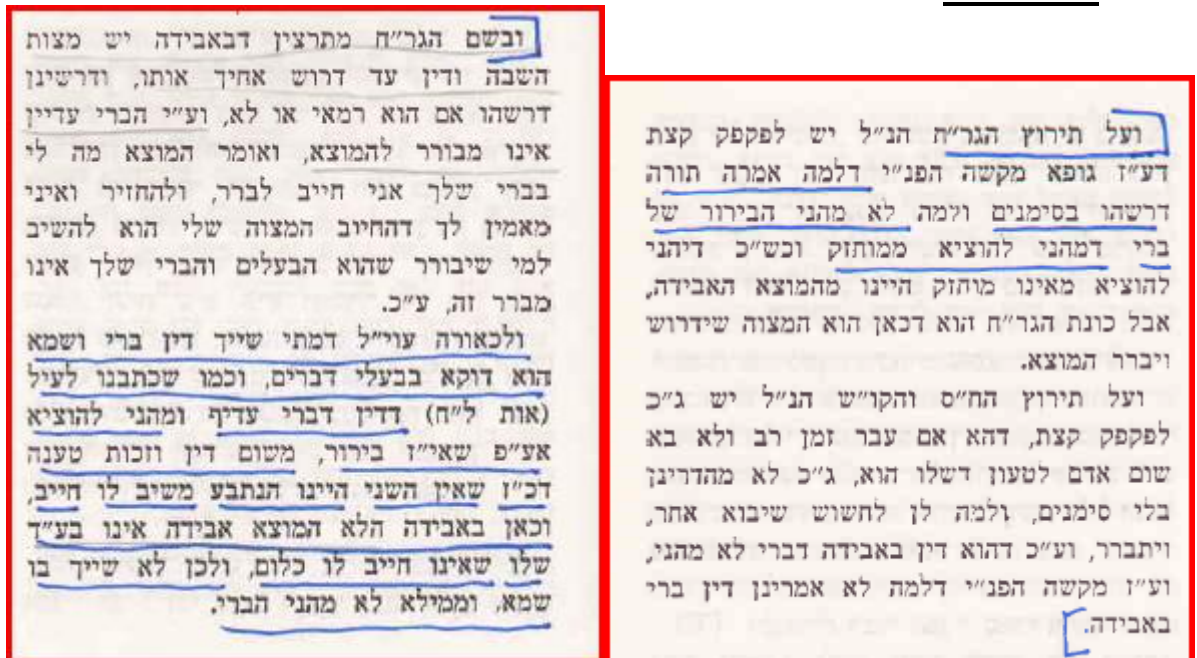 ובשם הגר״ח מתרצין דבאבידה יש מצות
השבה ודין עד דרוש אחיך אותו, ודרשינן
דרשהו אם הוא רמאי או לא, וע״י הברי עדיין
אינו מבורר להמוצא, ואומר המוצא מה לי
בברי שלך אני חייב לברר, ולהחזיר ואיני
מאמין לך דהחיוב המצוה שלי הוא להשיב
למי שיבורר שהוא הבעלים והברי שלך אינו
מברר זה, ע״כ.
ולכאורה עוי״ל דמתי שייך דין ברי ושמא
הוא דוקא בבעלי דברים, וכמו שכתבנו לעיל
(אות ל״ח) דדין דברי עדיף ומהני להוציא
אע״פ שאי״ז בירור, משום דין וזכות טענה
דכ״ז שאין השני היינו הנתבע משיב לו חייב,
וכאן באבידה הלא המוצא אבידה אינו בע״ד
שלו שאינו חייב לו כלום, ולכן לא שייך בו
שמא, וממילא לא מהני הברי.
ועל תירוץ הגר״ח הנ״ל יש לפקפק קצת
דע״ז גופא מקשה הפנ״י דלמה אמרה תורה
דרשהו בסימנים ולמה לא מהני הבירור של
ברי דמהני להוציא ממוחזק וכש״כ דיהני
להוציא מאינו מוחזק היינו מהמוצא האבידה,
אבל כונת הגר״ח הוא דכאן הוא המצוה שידרוש
ויברר המוצא.
ועל תירוץ החת״ס והקו״ש הנ״ל יש ג״כ
לפקפק קצת, דהא אם עבר זמן רב ולא בא
שום אדם לטעון דשלו הוא, ג״כ לא מהדרינן
בלי סימנים, ולמה לן לחשוש שיבוא אחר,
ויתברר, וע״כ דהוא דין באבידה דברי לא מהני,
וע״ז מקשה הפנ״י דלמה לא אמרינן דין ברי
באבידה.